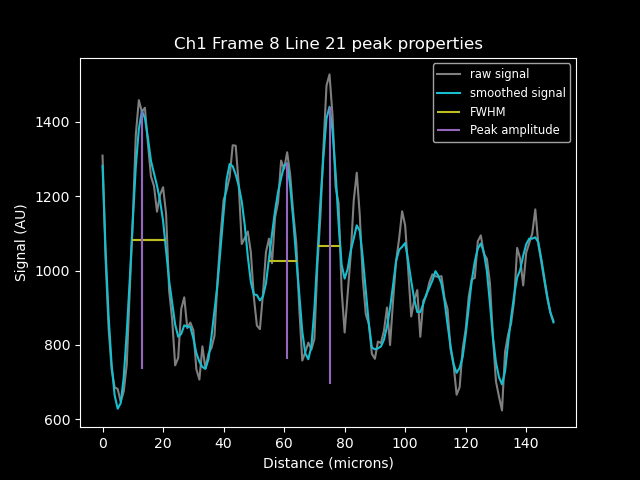 Ch1 Frame 8 Line 21 peak properties
raw signal
smoothed signal
FWHM
Peak amplitude
Signal (AU)
1400
1200
1000
800
600
0 20 40 60 80 100 120 140
Distance (microns)